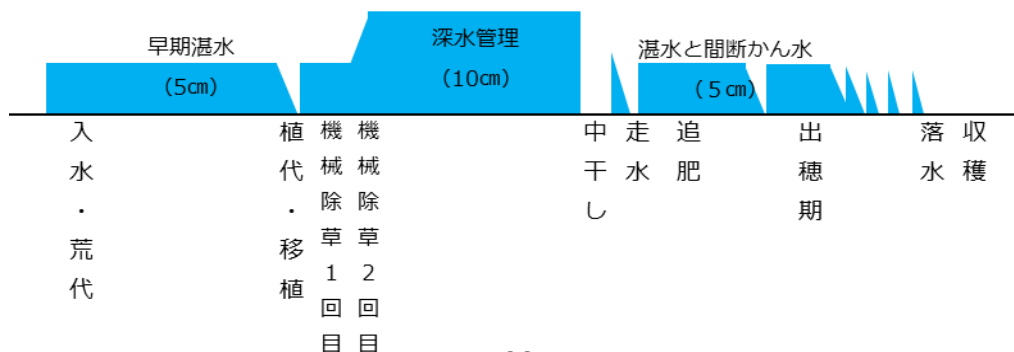 早期湛水
(5㎝)
深水管理
(10㎝)
湛水と間断かん水
(５㎝)
入水・荒代
植代・移植
機械除草1回目
機械除草2回目
中干し
走水
追肥
出穂期
落水
収穫